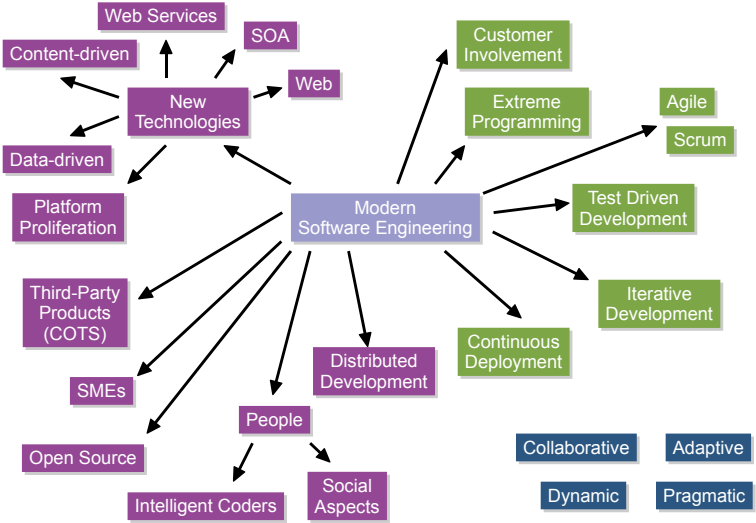 Web Services
SOA
Customer
Involvement
Content-driven
Web
New
Technologies
Extreme
Programming
Agile
Scrum
Data-driven
Platform
Proliferation
Modern
Software Engineering
Test Driven
Development
Third-Party
Products
(COTS)
Iterative
Development
Continuous
Deployment
Distributed
Development
SMEs
People
Open Source
Collaborative
Adaptive
Intelligent Coders
Social
Aspects
Dynamic
Pragmatic